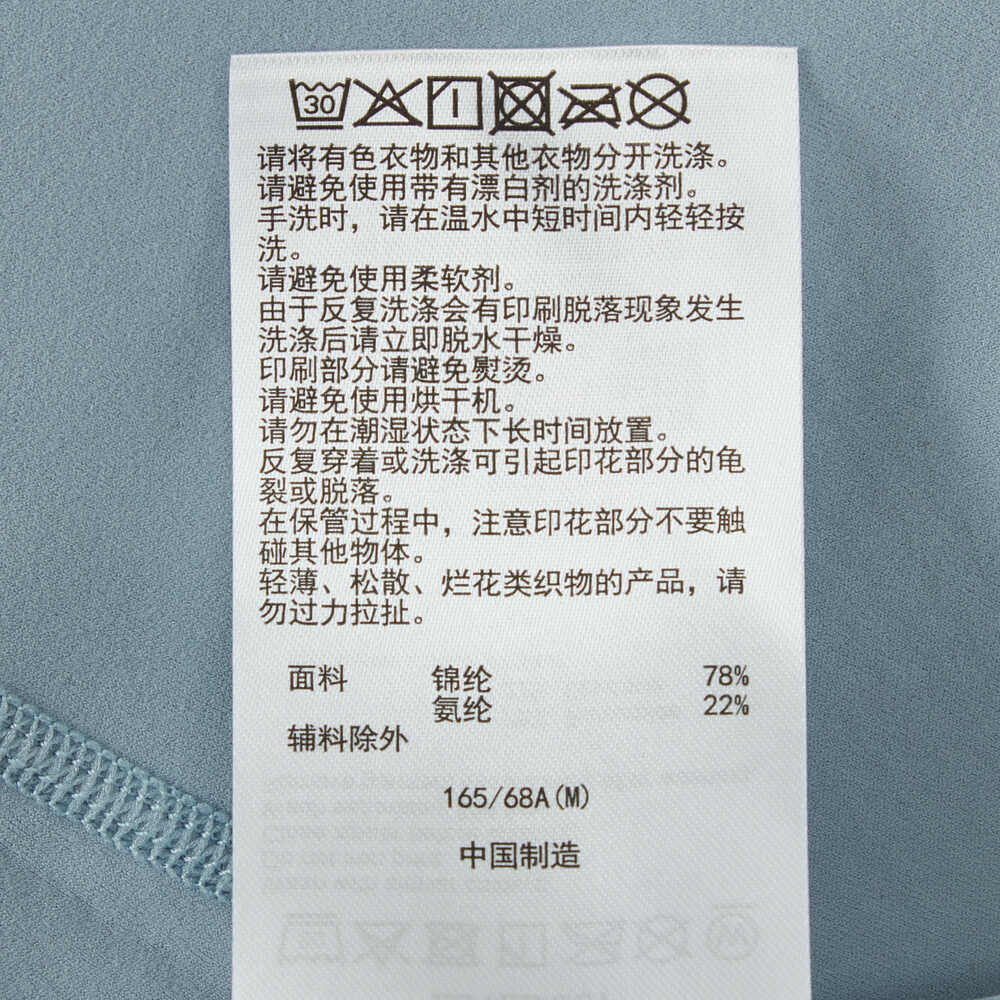 30
请将有色衣物和其他衣物分开洗涤。
请避免使用带有漂白剂的洗涤剂。
手洗时，请在温水中短时间内轻轻按
洗。
请避免使用柔软剂。
由于反复洗涤会有印刷脱落现象发生
洗涤后请立即脱水干燥。
印刷部分请避免熨烫。
请避免使用烘干机。
请勿在潮湿状态下长时间放置。
反复穿着或洗涤可引起印花部分的龟
裂或脱落。
在保管过程中，注意印花部分不要触
碰其他物体。
轻薄、松散、烂花类织物的产品，请
勿过力拉扯。
面料 锦纶 78%
氨纶 22%
辅料除外
165/68A(M)
中国制造